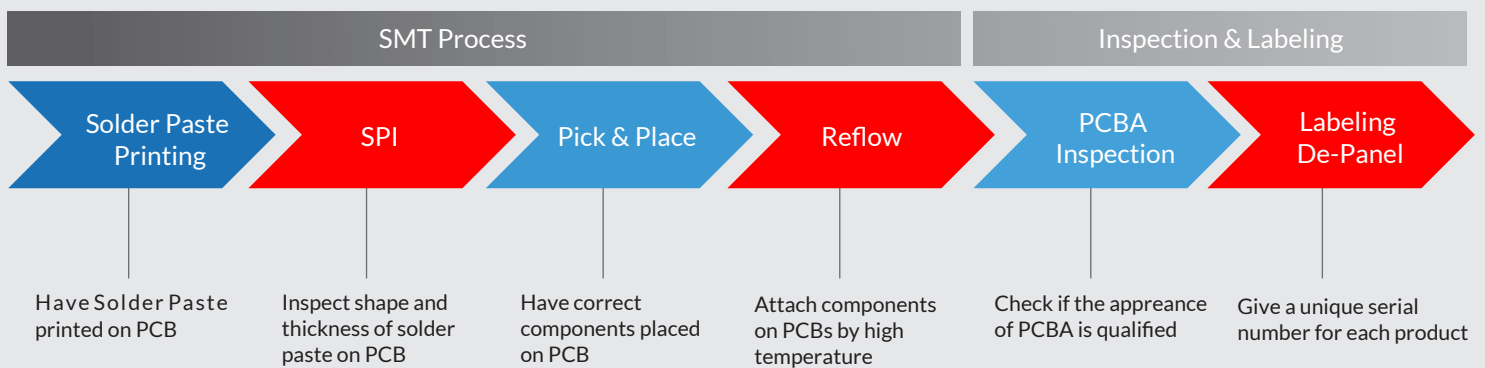 SMT Process
Inspection & Labeling
Solder Paste
Printing
SPI
Pick & Place
Reflow
PCBA
Inspection
Labeling
De-Panel
Have Solder Paste
printed on PCB
Inspect shape and
thickness of solder
paste on PCB
Have correct
components placed
on PCB
Attach components
on PCBs by high
temperature
Check if the appreance
of PCBA is qualified
Give a unique serial
number for each product